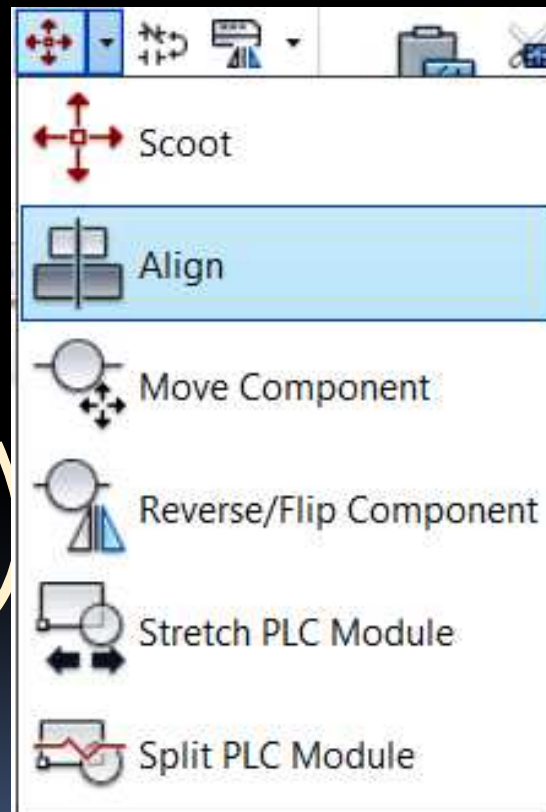 Scoot
Align
Move Component
Reverse/Flip Component
Stretch PLC Module
Split PLC Module